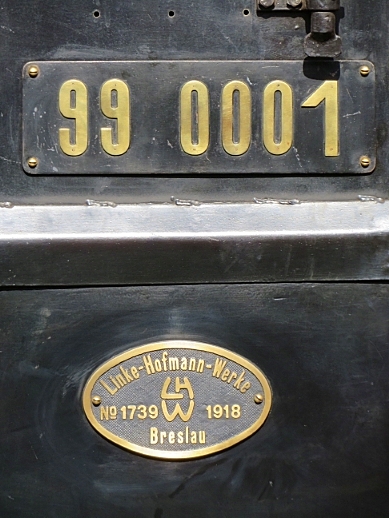 99 0001
Linke-Hofmann-Werke
LHW
No 1739 1918
Breslau